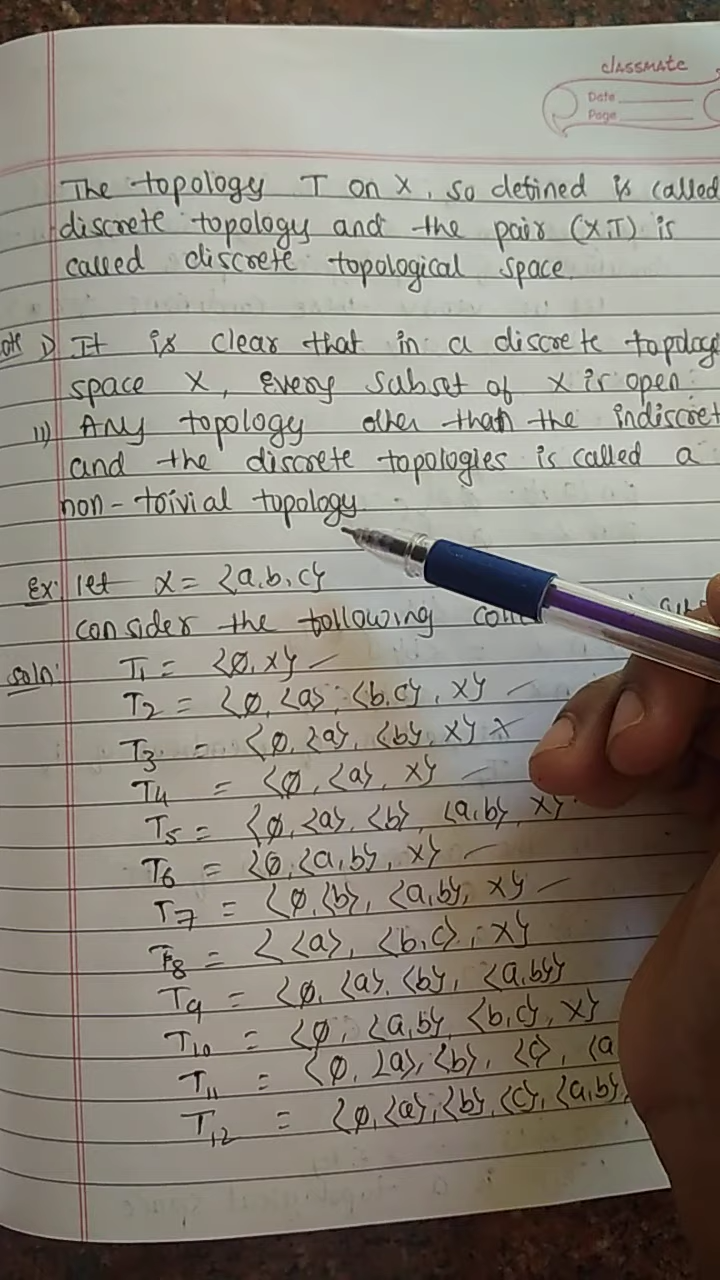 classmate
Date
Page
The topology T on X, so defined is called
discrete topology and the pair (X,T) is
called discrete topological space.
i) It is clear that in a discrete topolog
space X, every subset of X is open.
ii) Any topology other than the indiscret
and the discrete topologies is called a
non-trivial topology.
Ex: let X = {a,b,c}
consider the following
Soln: T1 = {ø,X}
T2 = {ø,{a},{b,c},X}
T3 = {ø,{a},{b},X} ×
T4 = {ø,{a},X}
T5 = {ø,{a},{b},{a,b},X}
T6 = {ø,{a,b},X}
T7 = {ø,{b},{a,b},X}
T8 = {{a},{b,c},X}
T9 = {ø,{a},{b},{a,b}}
T10 = {ø,{a,b},{b,c},X}
T11 = {ø,{a},{b},{c},{a
T12 = {ø,{a},{b},{c},{a,b},